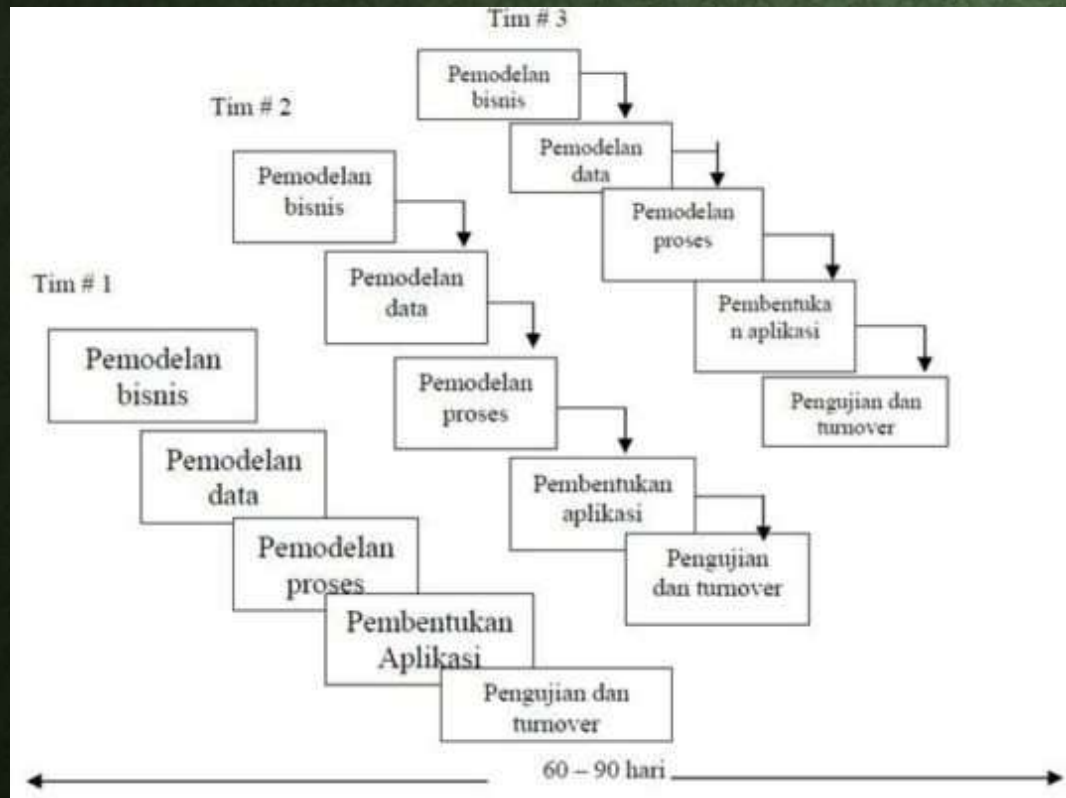 Tim # 3
Pemodelan
bisnis
Pemodelan
data
Pemodelan
proses
Pembentuka
n aplikasi
Pengujian dan
turnover
Tim # 2
Pemodelan
bisnis
Pemodelan
data
Pemodelan
proses
Pembentukan
aplikasi
Pengujian
dan turnover
Tim # 1
Pemodelan
bisnis
Pemodelan
data
Pemodelan
proses
Pembentukan
Aplikasi
Pengujian dan
turnover
60 – 90 hari